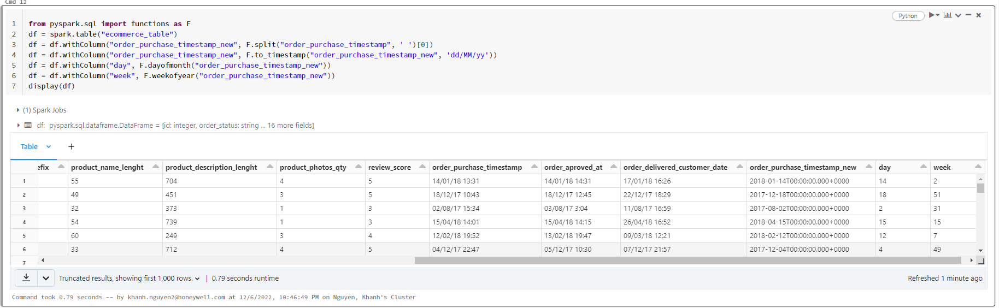 Cmd 12
Python
1 from pyspark.sql import functions as F
2 df = spark.table("ecommerce_table")
3 df = df.withColumn("order_purchase_timestamp_new", F.split("order_purchase_timestamp", ' ')[0])
4 df = df.withColumn("order_purchase_timestamp_new", F.to_timestamp("order_purchase_timestamp_new", 'dd/MM/yy'))
5 df = df.withColumn("day", F.dayofmonth("order_purchase_timestamp_new"))
6 df = df.withColumn("week", F.weekofyear("order_purchase_timestamp_new"))
7 display(df)
(1) Spark Jobs
df: pyspark.sql.dataframe.DataFrame = [id: integer, order_status: string ... 16 more fields]
Table +
efix product_name_lenght product_description_lenght product_photos_qty review_score order_purchase_timestamp order_aproved_at order_delivered_customer_date order_purchase_timestamp_new day week
1 55 704 4 5 14/01/18 13:31 14/01/18 14:31 17/01/18 16:26 2018-01-14T00:00:00.000+0000 14 2
2 49 451 3 5 18/12/17 10:43 18/12/17 12:45 22/12/17 18:29 2017-12-18T00:00:00.000+0000 18 51
3 32 373 1 3 02/08/17 15:34 03/08/17 3:04 11/08/17 16:59 2017-08-02T00:00:00.000+0000 2 31
4 54 739 1 3 15/04/18 14:01 15/04/18 14:15 26/04/18 16:52 2018-04-15T00:00:00.000+0000 15 15
5 60 249 3 4 12/02/18 19:52 13/02/18 19:47 09/03/18 12:21 2018-02-12T00:00:00.000+0000 12 7
6 33 712 4 5 04/12/17 22:47 05/12/17 10:30 07/12/17 21:57 2017-12-04T00:00:00.000+0000 4 49
7
Truncated results, showing first 1,000 rows. | 0.79 seconds runtime Refreshed 1 minute ago
Command took 0.79 seconds -- by khanh.nguyen2@honeywell.com at 12/6/2022, 10:46:49 PM on Nguyen, Khanh's Cluster